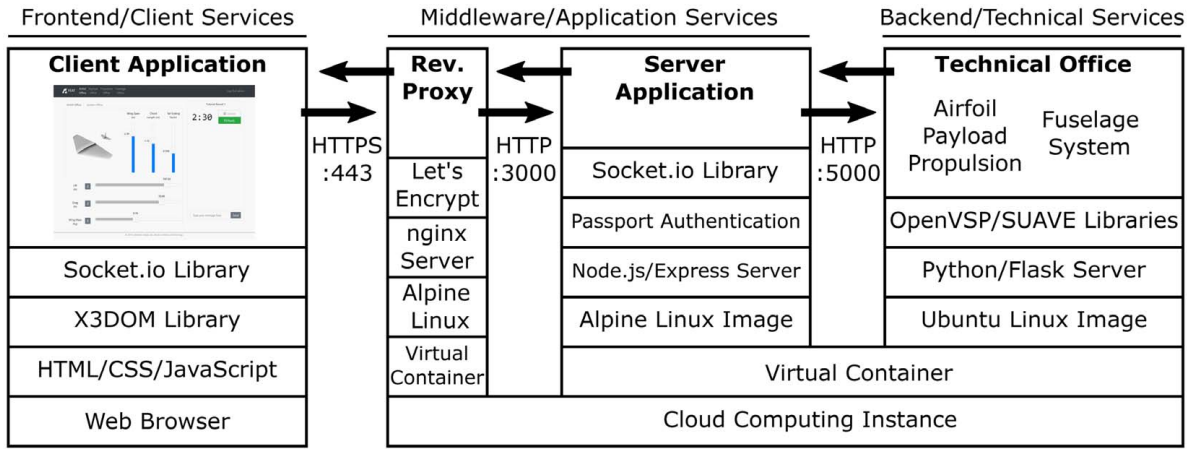 Frontend/Client Services
Middleware/Application Services
Backend/Technical Services
Client Application
2:30
Socket.io Library
X3DOM Library
HTML/CSS/JavaScript
Web Browser
HTTPS
:443
Rev.
Proxy
Let's
Encrypt
nginx
Server
Alpine
Linux
Virtual
Container
HTTP
:3000
Server
Application
Socket.io Library
Passport Authentication
Node.js/Express Server
Alpine Linux Image
HTTP
:5000
Technical Office
Airfoil
Payload
Propulsion
Fuselage
System
OpenVSP/SUAVE Libraries
Python/Flask Server
Ubuntu Linux Image
Virtual Container
Cloud Computing Instance